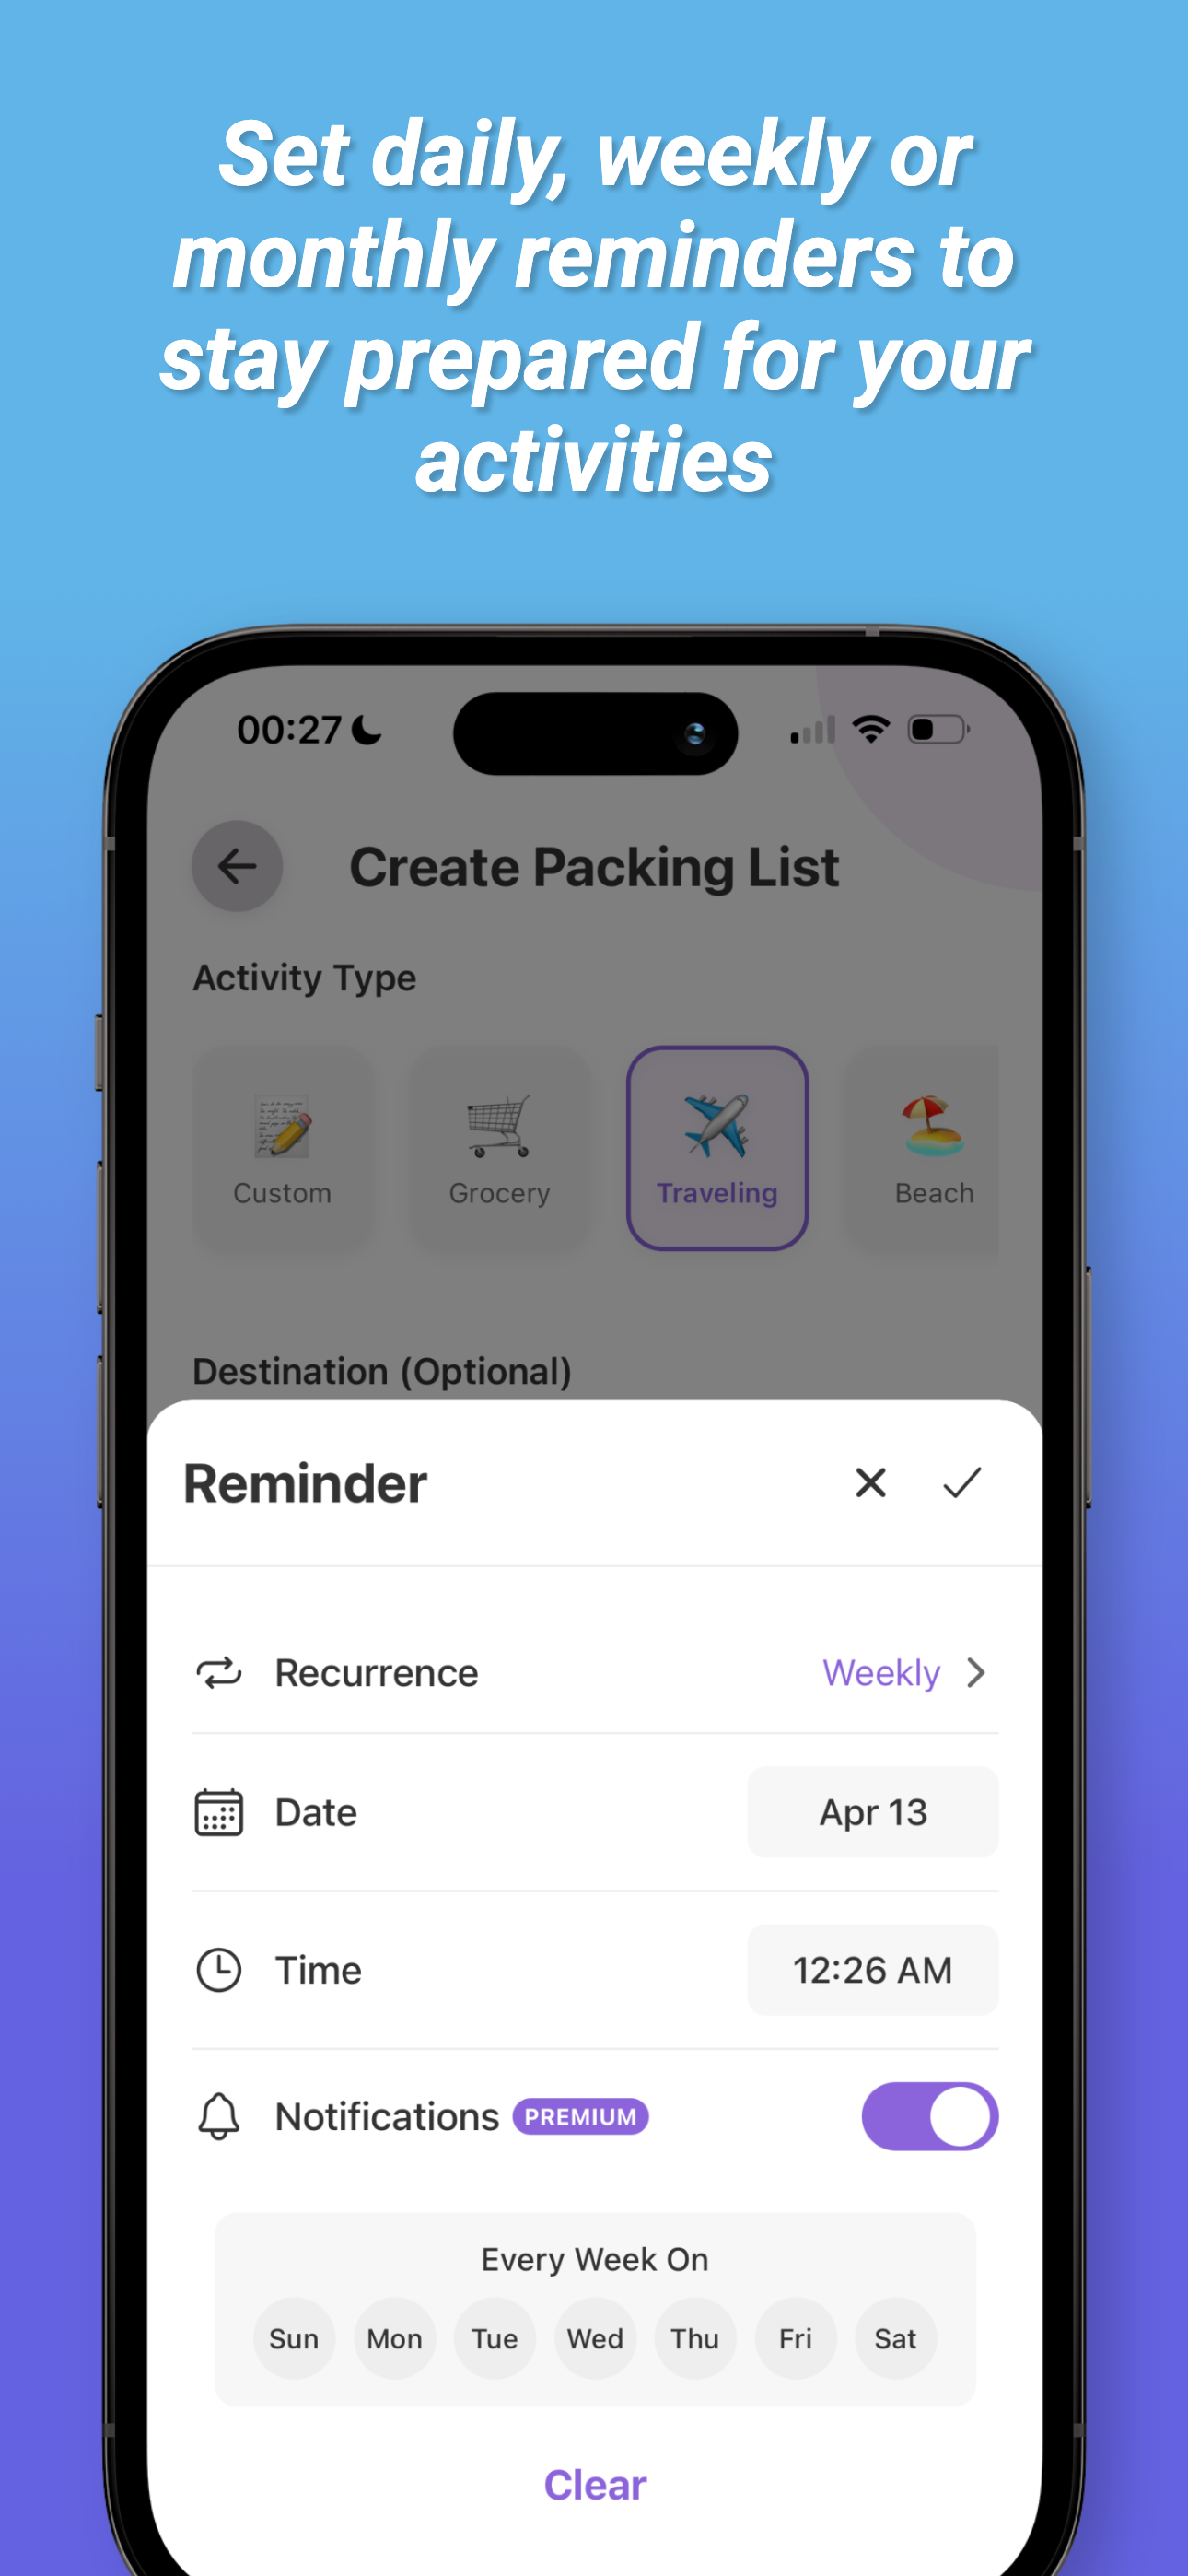 Set daily, weekly or
monthly reminders to
stay prepared for your
activities
00:27
Create Packing List
Activity Type
Custom Grocery Traveling Beach
Destination (Optional)
Reminder
Recurrence Weekly
Date Apr 13
Time 12:26 AM
Notifications PREMIUM
Every Week On
Sun Mon Tue Wed Thu Fri Sat
Clear